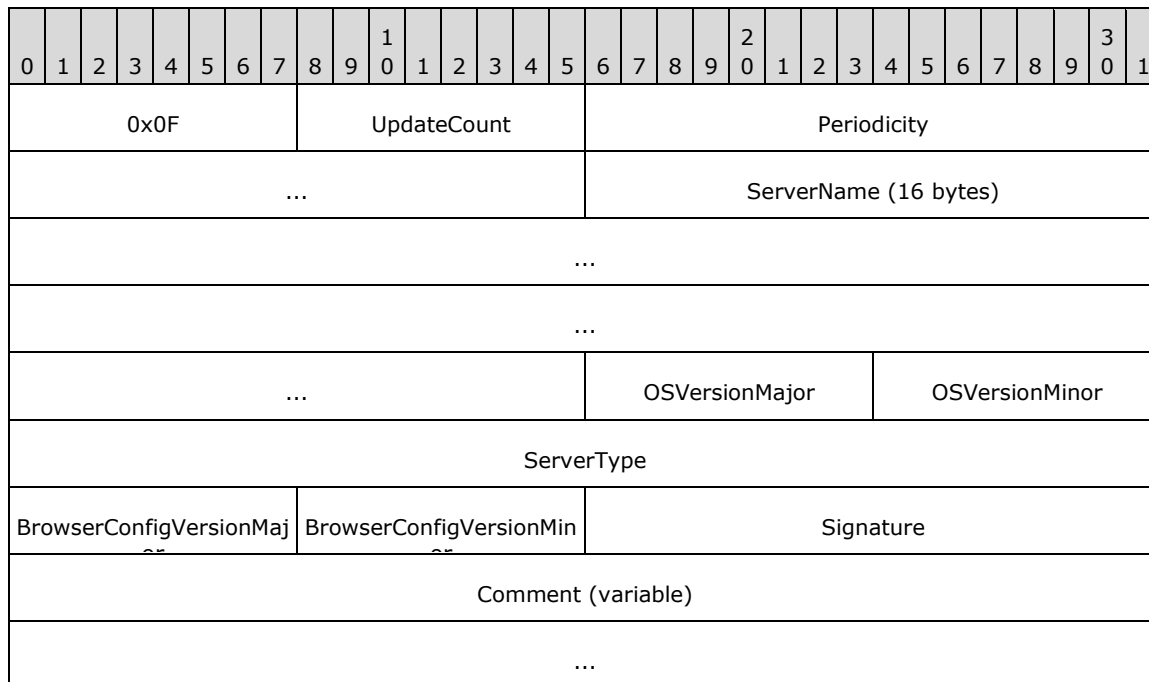 1 2 3
0 1 2 3 4 5 6 7 8 9 0 1 2 3 4 5 6 7 8 9 0 1 2 3 4 5 6 7 8 9 0 1
0x0F UpdateCount Periodicity
... ServerName (16 bytes)
...
...
... OSVersionMajor OSVersionMinor
ServerType
BrowserConfigVersionMaj BrowserConfigVersionMin Signature
or or
Comment (variable)
...